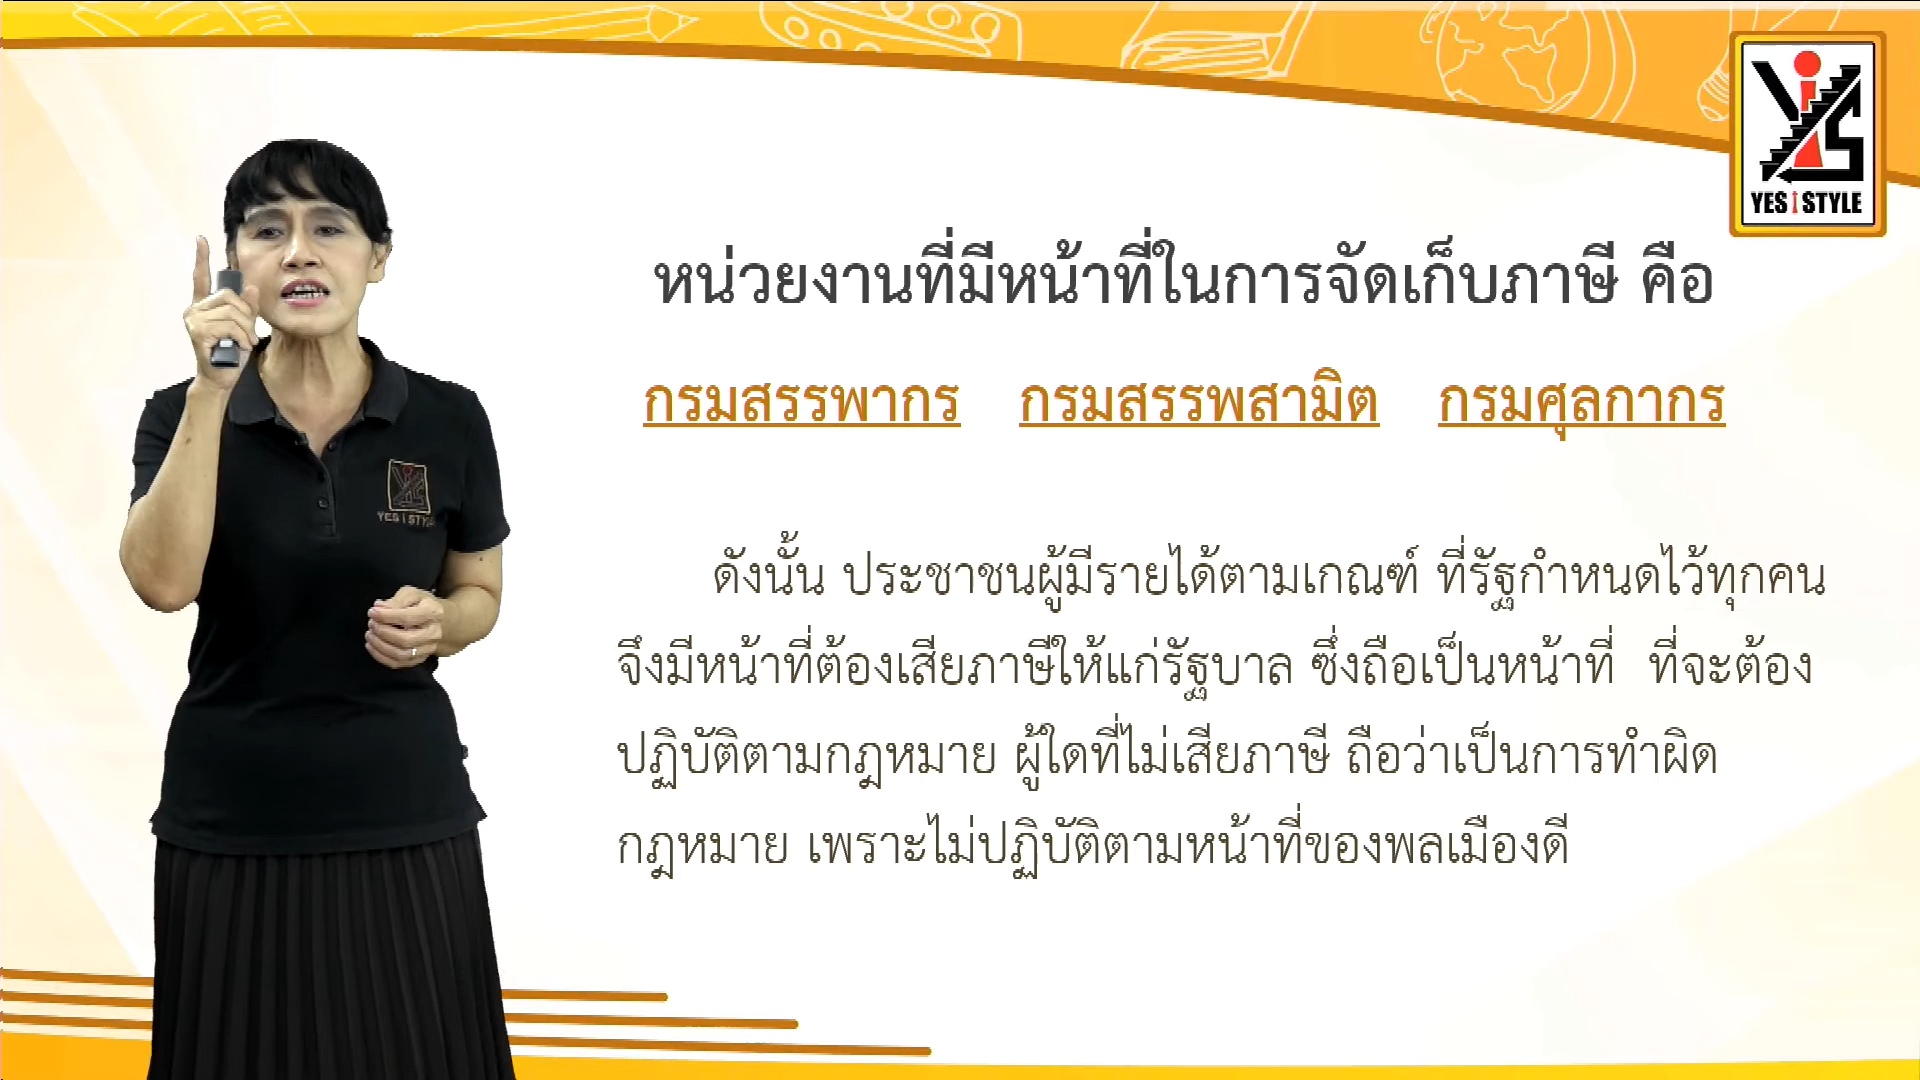 YES i STYLE
หน่วยงานที่มีหน้าที่ในการจัดเก็บภาษี คือ
กรมสรรพากร กรมสรรพสามิต กรมศุลกากร
ดังนั้น ประชาชนผู้มีรายได้ตามเกณฑ์ ที่รัฐกำหนดไว้ทุกคน
จึงมีหน้าที่ต้องเสียภาษีให้แก่รัฐบาล ซึ่งถือเป็นหน้าที่ ที่จะต้อง
ปฏิบัติตามกฎหมาย ผู้ใดที่ไม่เสียภาษี ถือว่าเป็นการทำผิด
กฎหมาย เพราะไม่ปฏิบัติตามหน้าที่ของพลเมืองดี
YES i STYLE